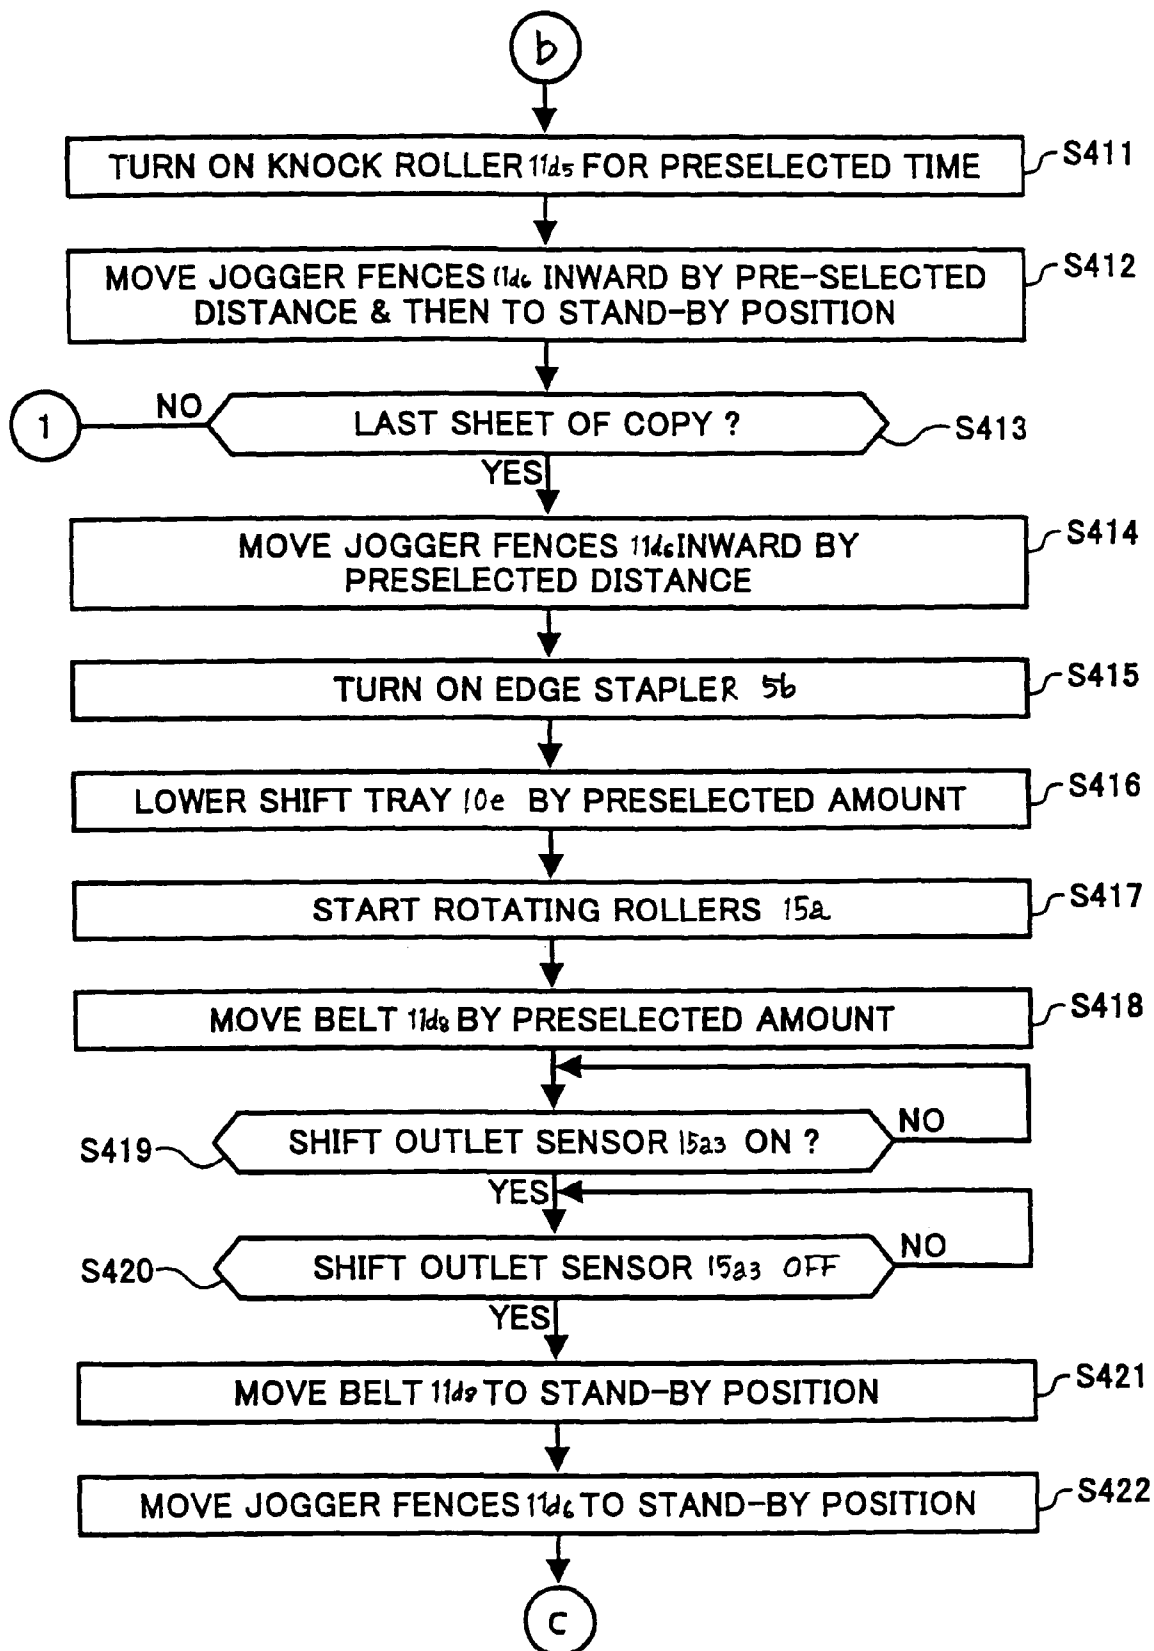 b
TURN ON KNOCK ROLLER 11d5 FOR PRESELECTED TIME
S411
MOVE JOGGER FENCES 11d6 INWARD BY PRE-SELECTED
DISTANCE & THEN TO STAND-BY POSITION
S412
1
NO
LAST SHEET OF COPY ?
S413
YES
MOVE JOGGER FENCES 11d6 INWARD BY
PRESELECTED DISTANCE
S414
TURN ON EDGE STAPLER 5b
S415
LOWER SHIFT TRAY 10e BY PRESELECTED AMOUNT
S416
START ROTATING ROLLERS 15a
S417
MOVE BELT 11d8 BY PRESELECTED AMOUNT
S418
S419
SHIFT OUTLET SENSOR 15a3 ON ?
NO
YES
S420
SHIFT OUTLET SENSOR 15a3 OFF
NO
YES
MOVE BELT 11d8 TO STAND-BY POSITION
S421
MOVE JOGGER FENCES 11d6 TO STAND-BY POSITION
S422
C